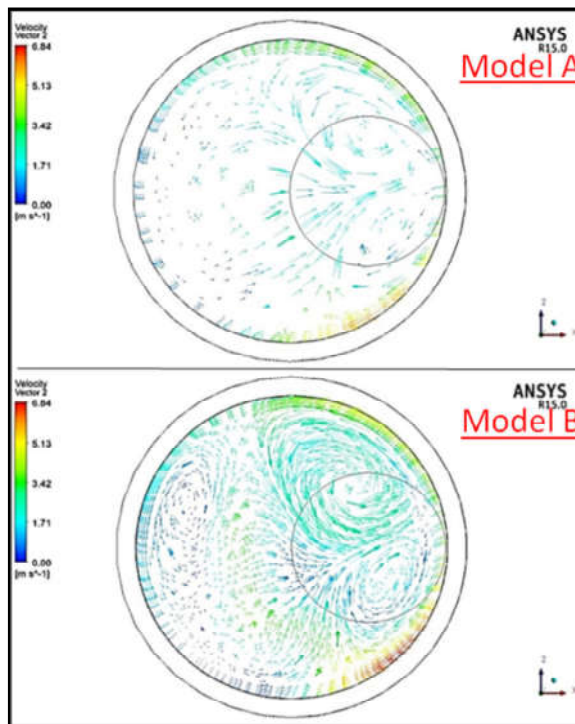 Velocity
Vector 2
6.84
5.13
3.42
1.71
0.00
[m s^-1]
ANSYS
R15.0
Model A
Z
X
Velocity
Vector 2
6.84
5.13
3.42
1.71
0.00
[m s^-1]
ANSYS
R15.0
Model B
Z
X